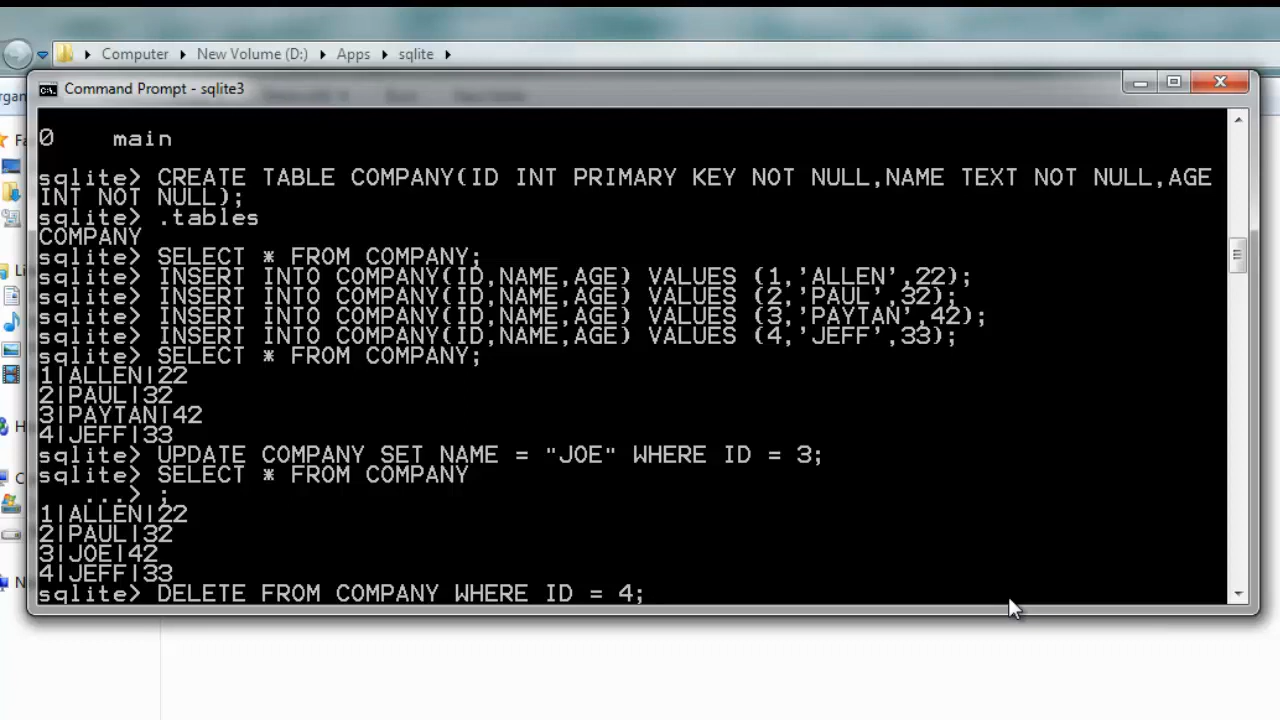 Computer New Volume (D:) Apps sqlite
Command Prompt - sqlite3
0 main
sqlite> CREATE TABLE COMPANY(ID INT PRIMARY KEY NOT NULL,NAME TEXT NOT NULL,AGE
INT NOT NULL);
sqlite> .tables
COMPANY
sqlite> SELECT * FROM COMPANY;
sqlite> INSERT INTO COMPANY(ID,NAME,AGE) VALUES (1,'ALLEN',22);
sqlite> INSERT INTO COMPANY(ID,NAME,AGE) VALUES (2,'PAUL',32);
sqlite> INSERT INTO COMPANY(ID,NAME,AGE) VALUES (3,'PAYTAN',42);
sqlite> INSERT INTO COMPANY(ID,NAME,AGE) VALUES (4,'JEFF',33);
sqlite> SELECT * FROM COMPANY;
1|ALLEN|22
2|PAUL|32
3|PAYTAN|42
4|JEFF|33
sqlite> UPDATE COMPANY SET NAME = "JOE" WHERE ID = 3;
sqlite> SELECT * FROM COMPANY
...> ;
1|ALLEN|22
2|PAUL|32
3|JOE|42
4|JEFF|33
sqlite> DELETE FROM COMPANY WHERE ID = 4;